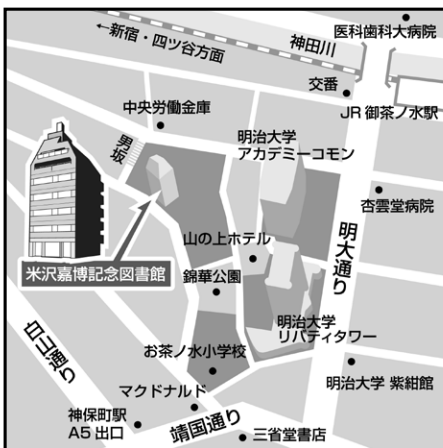 医科歯科大病院
←新宿・四ツ谷方面
神田川
交番
JR 御茶ノ水駅
中央労働金庫
男坂
明治大学
アカデミーコモン
杏雲堂病院
山の上ホテル
明大通り
米沢嘉博記念図書館
錦華公園
明治大学
リバティタワー
白山通り
お茶ノ水小学校
明治大学 紫紺館
マクドナルド
神保町駅
A5 出口
靖国通り
三省堂書店